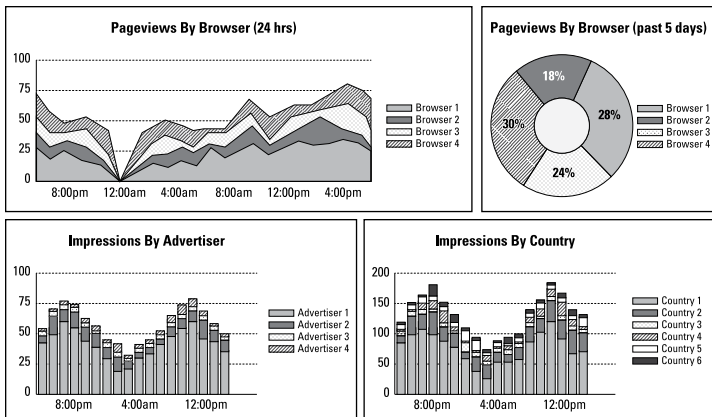 Pageviews By Browser (24 hrs)
100
75
50
25
0
8:00pm 12:00am 4:00am 8:00am 12:00pm 4:00pm
Browser 1
Browser 2
Browser 3
Browser 4
Pageviews By Browser (past 5 days)
18%
28%
30%
24%
Browser 1
Browser 2
Browser 3
Browser 4
Impressions By Advertiser
100
75
50
25
0
8:00pm 4:00am 12:00pm
Advertiser 1
Advertiser 2
Advertiser 3
Advertiser 4
Impressions By Country
200
150
100
50
0
8:00pm 4:00am 12:00pm
Country 1
Country 2
Country 3
Country 4
Country 5
Country 6